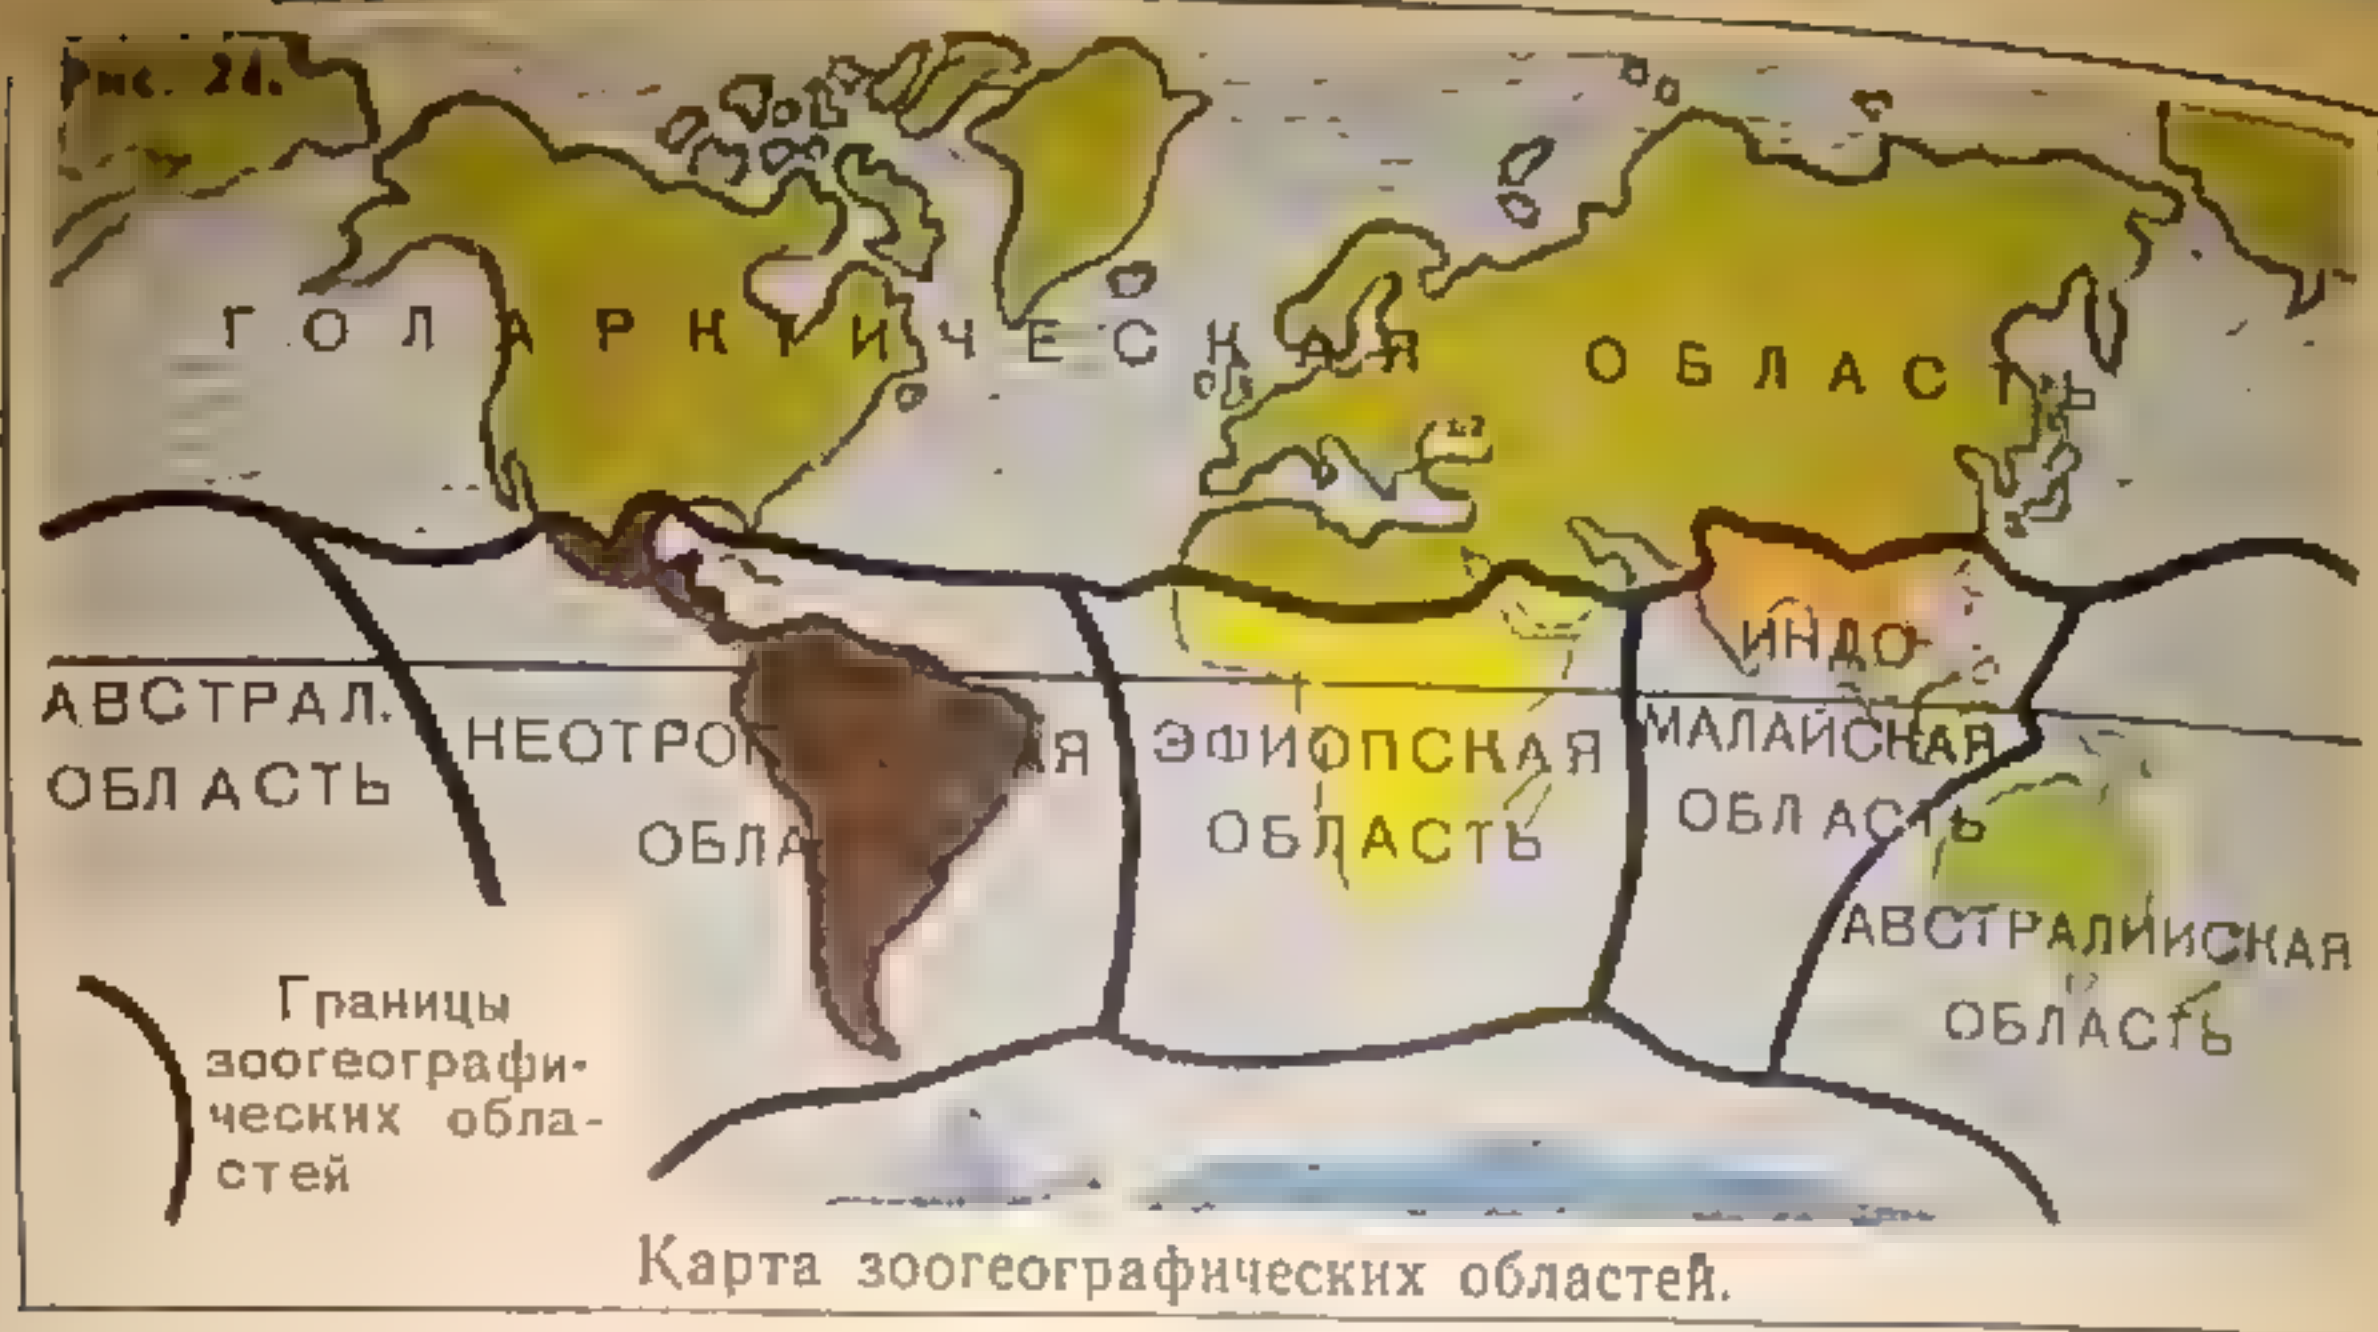 Рис. 24.
ГОЛАРКТИЧЕСКАЯ ОБЛАСТЬ
АВСТРАЛ.
ОБЛАСТЬ
ЭФИОПСКАЯ
ОБЛАСТЬ
ИНДО-
МАЛАЙСКАЯ
ОБЛАСТЬ
АВСТРАЛИЙСКАЯ
ОБЛАСТЬ
Границы
зоогеографи-
ческих обла-
стей
Карта зоогеографических областей.